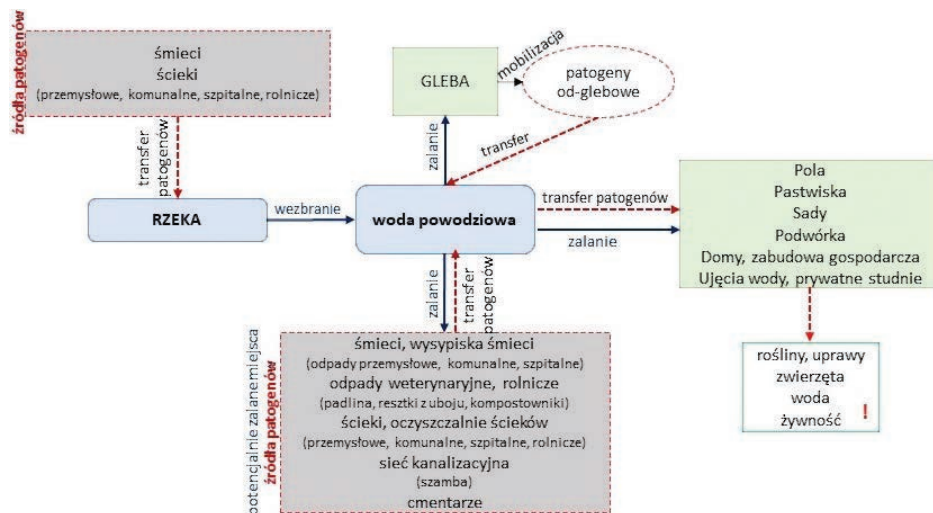 źródła patogenów
śmieci
ścieki
(przemysłowe, komunalne, szpitalne, rolnicze)
transfer
patogenów
RZEKA
wezbranie
woda powodziowa
GLEBA
zalanie
mobilizacja
patogeny
od-glebowe
transfer
transfer patogenów
zalanie
Pola
Pastwiska
Sady
Podwórka
Domy, zabudowa gospodarcza
Ujęcia wody, prywatne studnie
rośliny, uprawy
zwierzęta
woda
żywność
!
zalanie
transfer
patogenów
potencjalnie zalane miejsca
źródła patogenów
śmieci, wysypiska śmieci
(odpady przemysłowe, komunalne, szpitalne)
odpady weterynaryjne, rolnicze
(padlina, resztki z uboju, kompostowniki)
ścieki, oczyszczalnie ścieków
(przemysłowe, komunalne, szpitalne, rolnicze)
sieć kanalizacyjna
(szamba)
cmentarze